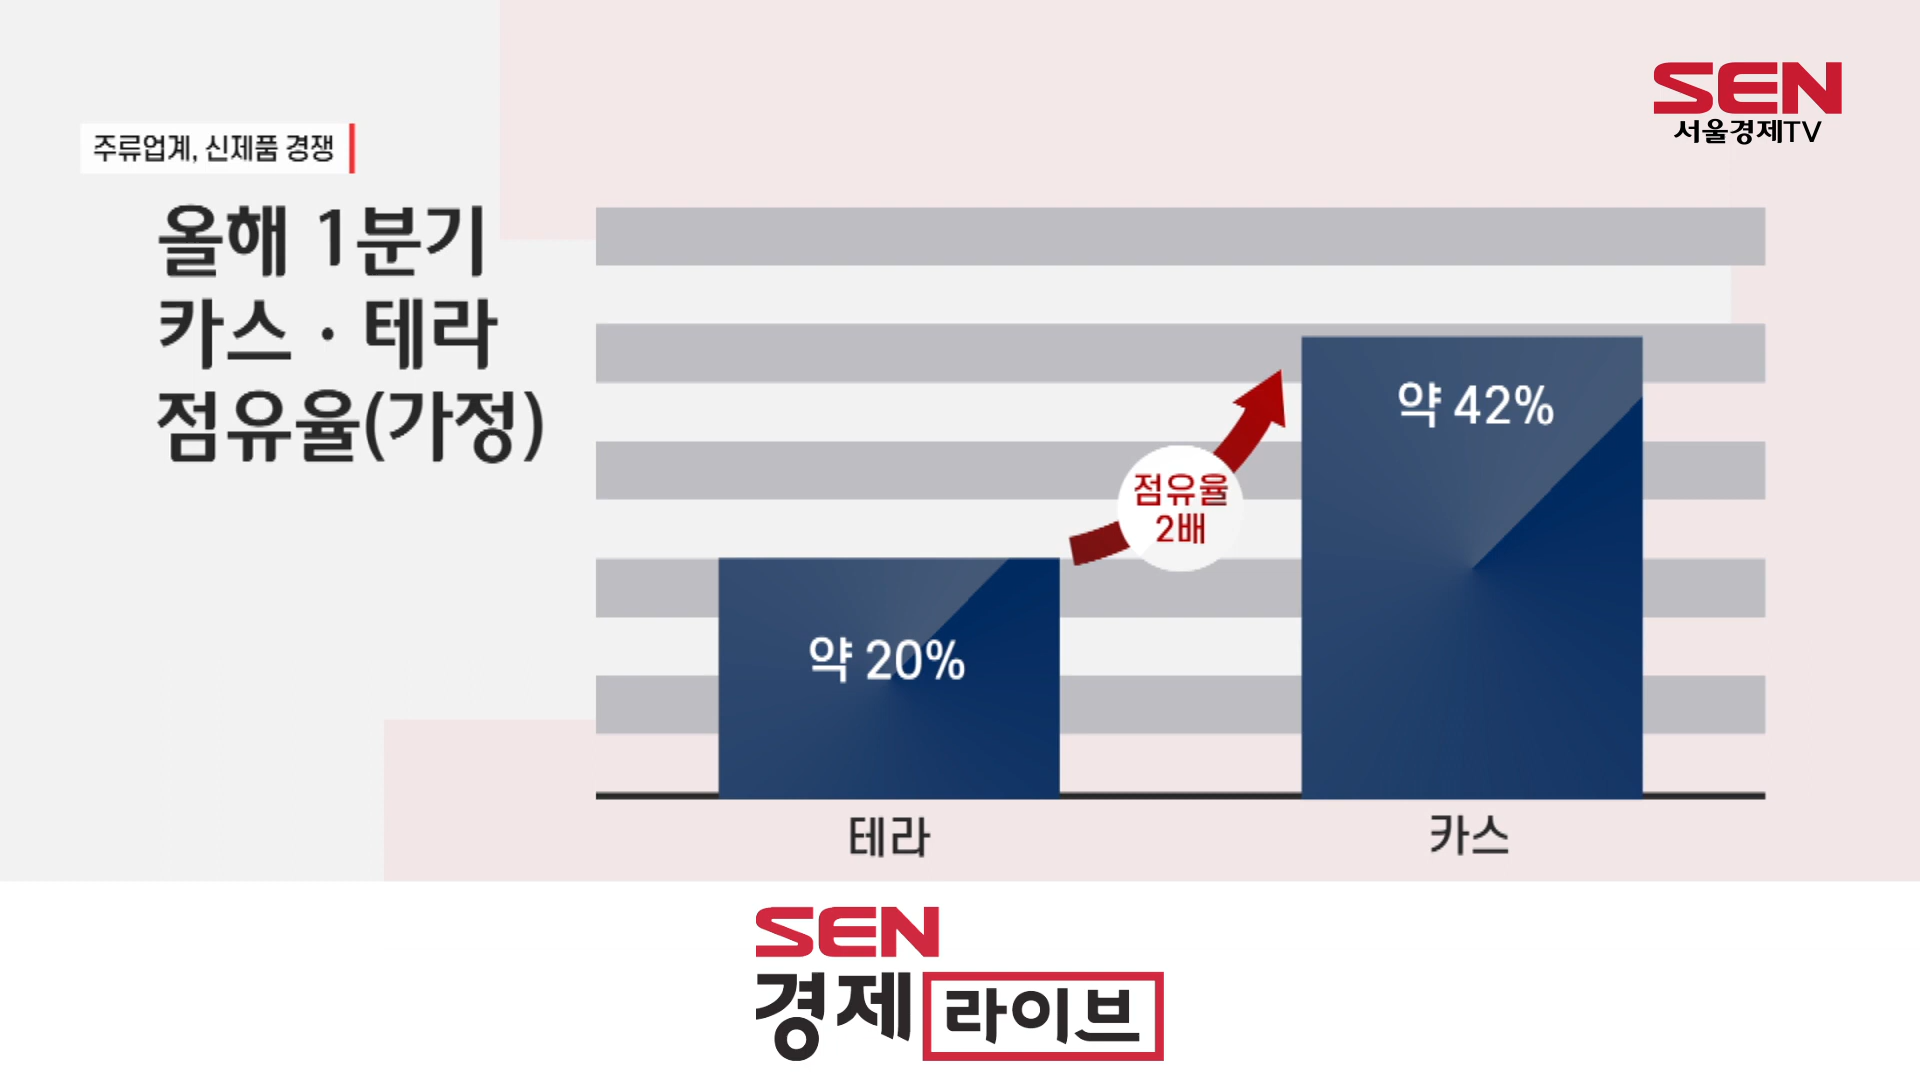 SEN
서울경제TV
주류업계, 신제품 경쟁
올해 1분기
카스 · 테라
점유율(가정)
약 42%
점유율
2배
약 20%
테라
카스
SEN
경제 라이브